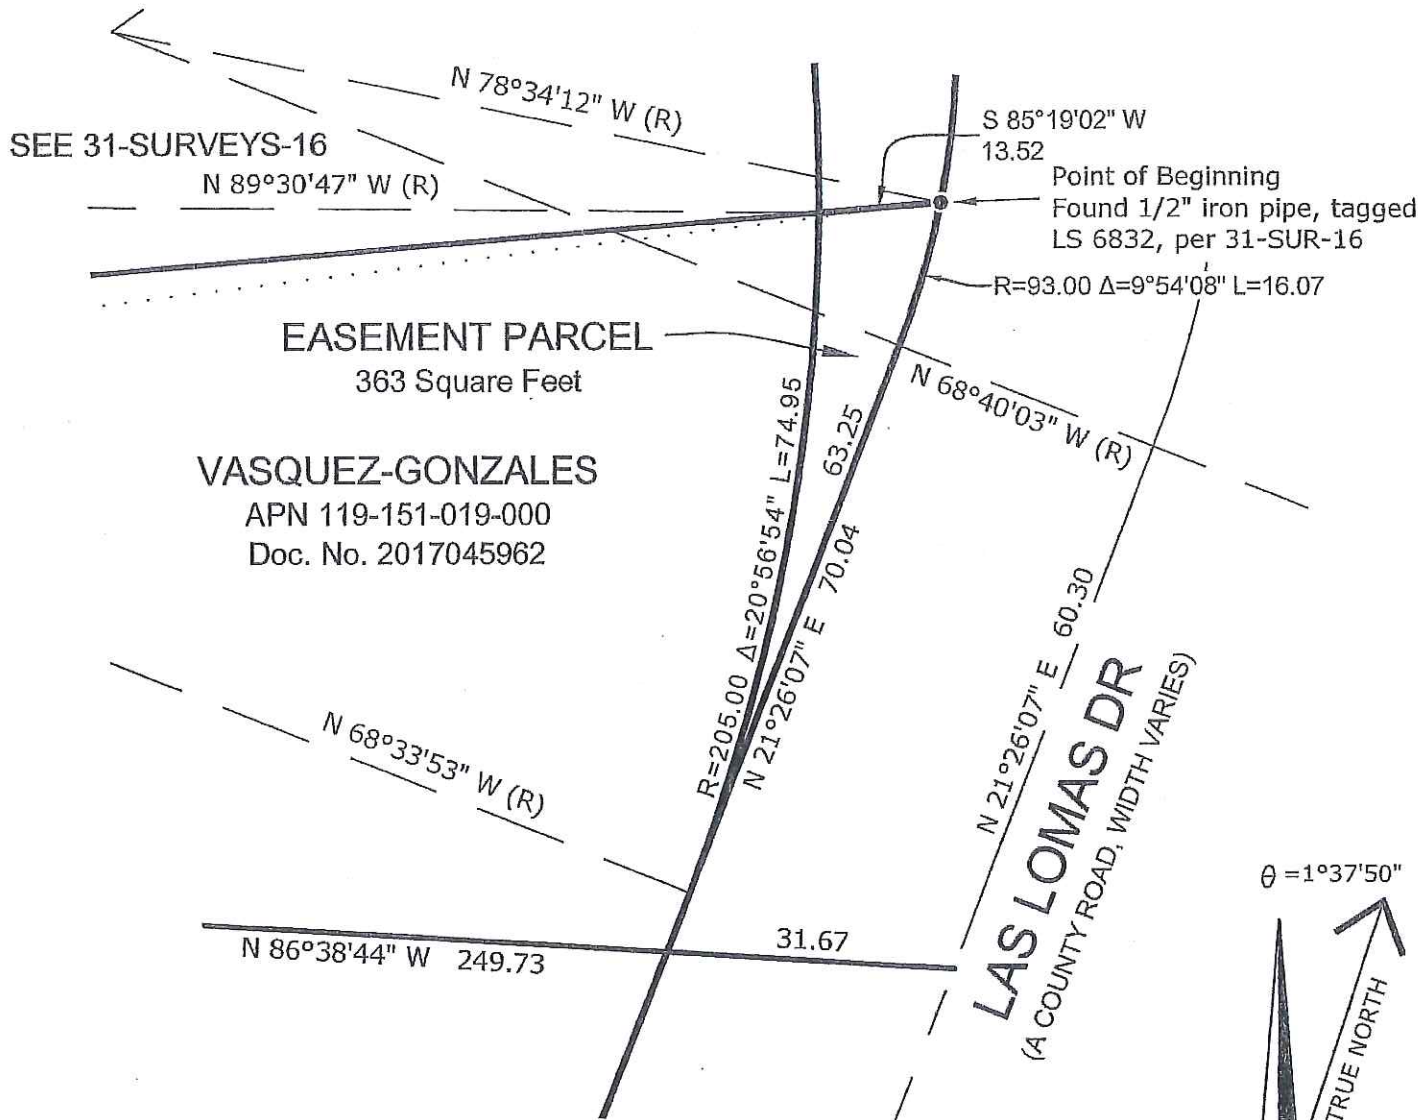 N 78°34'12" W (R)
SEE 31-SURVEYS-16
N 89°30'47" W (R)
S 85°19'02" W
13.52
Point of Beginning
Found 1/2" iron pipe, tagged
LS 6832, per 31-SUR-16
R=93.00 Δ=9°54'08" L=16.07
EASEMENT PARCEL
363 Square Feet
N 68°40'03" W (R)
VASQUEZ-GONZALES
APN 119-151-019-000
Doc. No. 2017045962
R=205.00 Δ=20°56'54" L=74.95
63.25
N 21°26'07" E 70.04
N 21°26'07" E 60.30
N 68°33'53" W (R)
LAS LOMAS DR
(A COUNTY ROAD, WIDTH VARIES)
N 86°38'44" W 249.73
31.67
θ =1°37'50"
TRUE NORTH